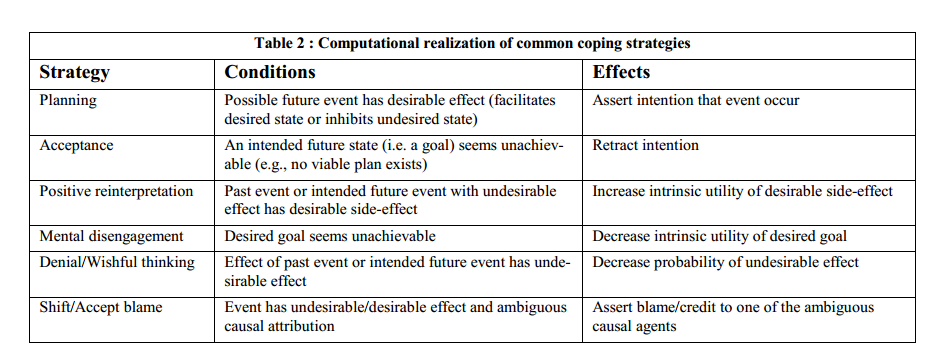 Table 2 : Computational realization of common coping strategies
Strategy Conditions Effects
Planning Possible future event has desirable effect (facilitates Assert intention that event occur
desired state or inhibits undesired state)
Acceptance An intended future state (i.e. a goal) seems unachiev- Retract intention
able (e.g., no viable plan exists)
Positive reinterpretation Past event or intended future event with undesirable Increase intrinsic utility of desirable side-effect
effect has desirable side-effect
Mental disengagement Desired goal seems unachievable Decrease intrinsic utility of desired goal
Denial/Wishful thinking Effect of past event or intended future event has unde- Decrease probability of undesirable effect
sirable effect
Shift/Accept blame Event has undesirable/desirable effect and ambiguous Assert blame/credit to one of the ambiguous
causal attribution causal agents